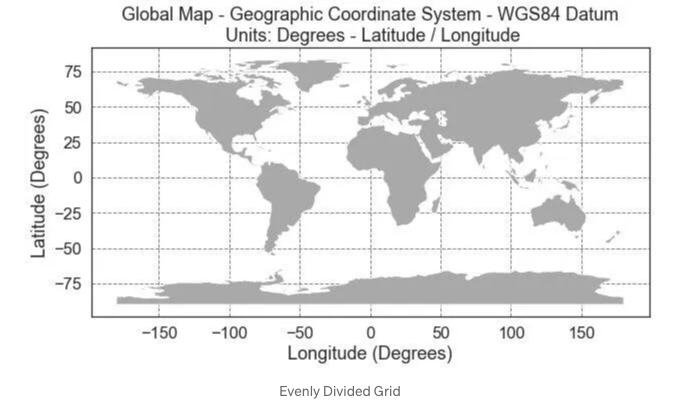 Global Map - Geographic Coordinate System - WGS84 Datum
Units: Degrees - Latitude / Longitude
Latitude (Degrees)
75
50
25
0
−25
−50
−75
−150 −100 −50 0 50 100 150
Longitude (Degrees)
Evenly Divided Grid